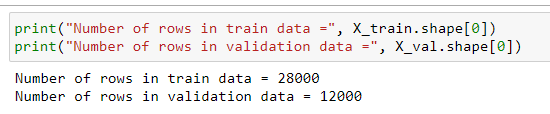 print("Number of rows in train data =", X_train.shape[0])
print("Number of rows in validation data =", X_val.shape[0])
Number of rows in train data = 28000
Number of rows in validation data = 12000